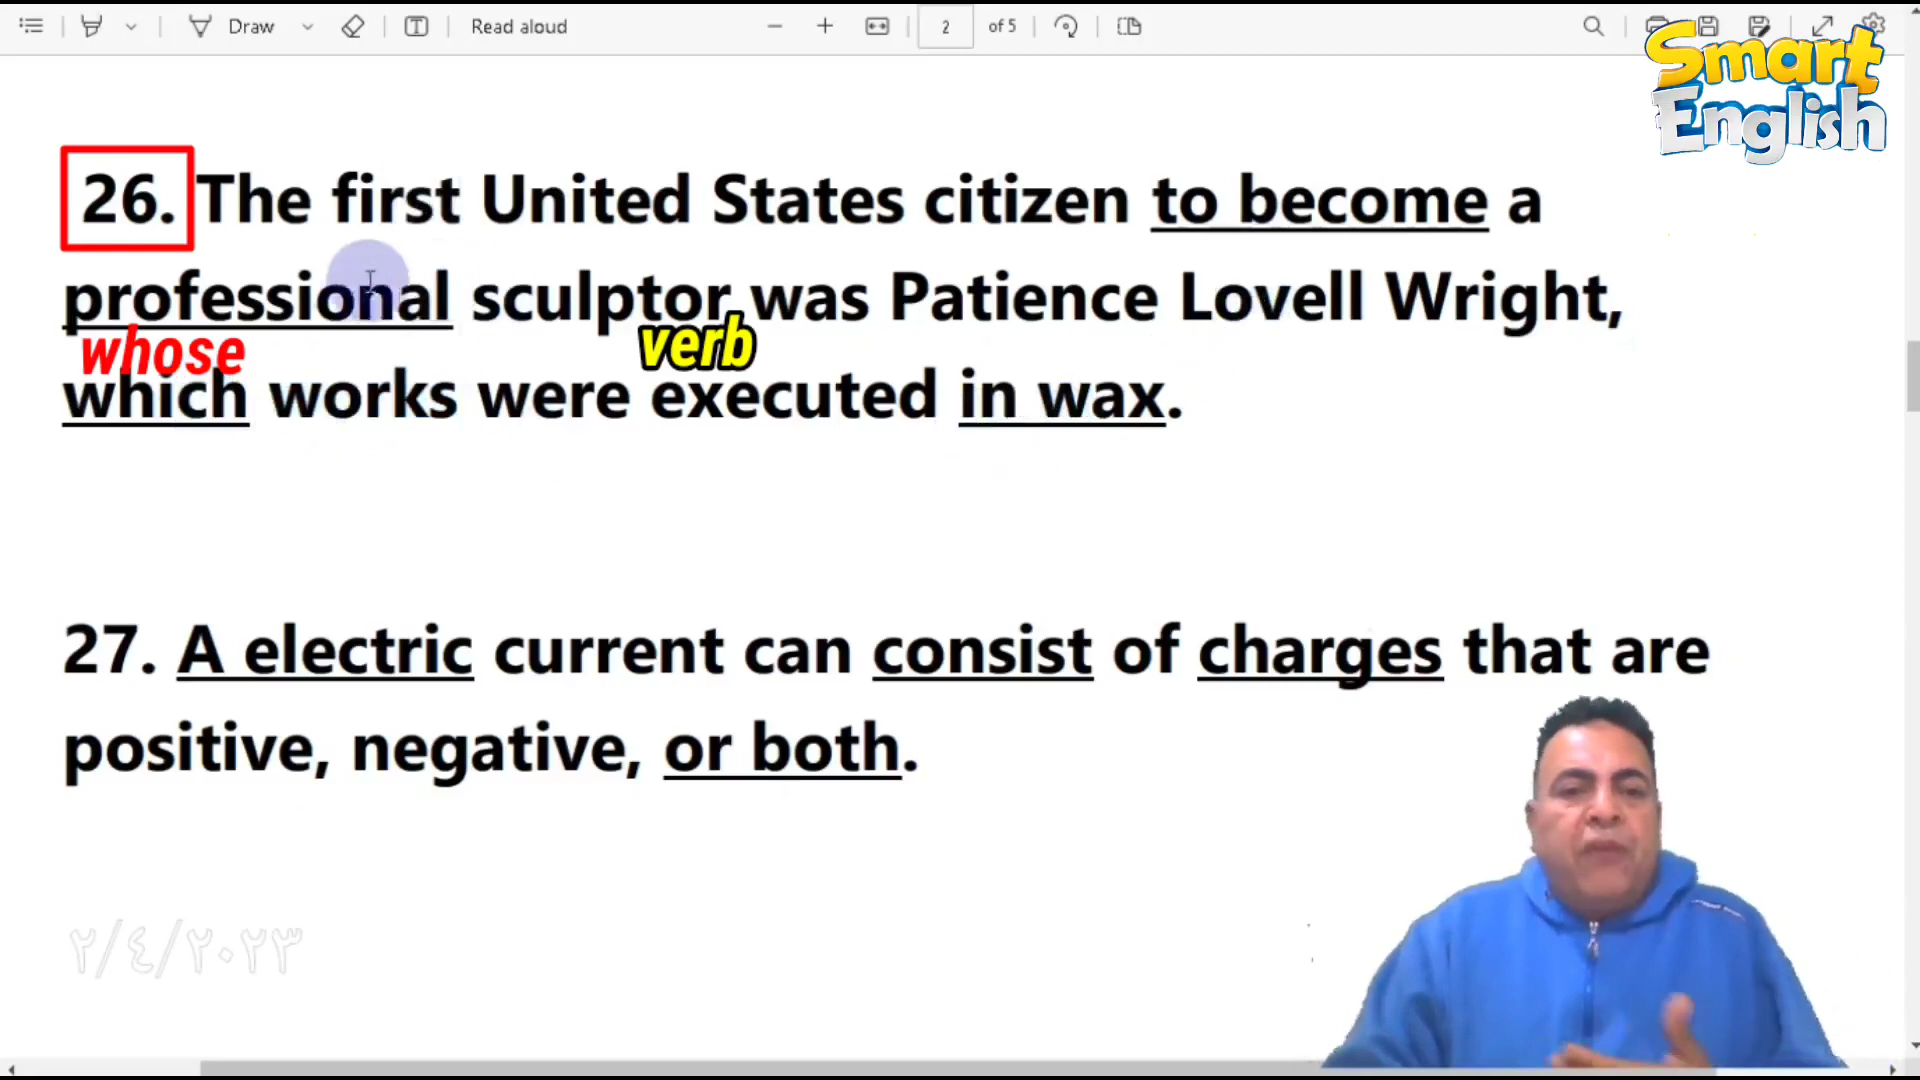 Draw
Read aloud
2 of 5
Smart
English
26. The first United States citizen to become a
professional sculptor was Patience Lovell Wright,
whose verb
which works were executed in wax.
27. A electric current can consist of charges that are
positive, negative, or both.
٢/٤/٢٠٢٣